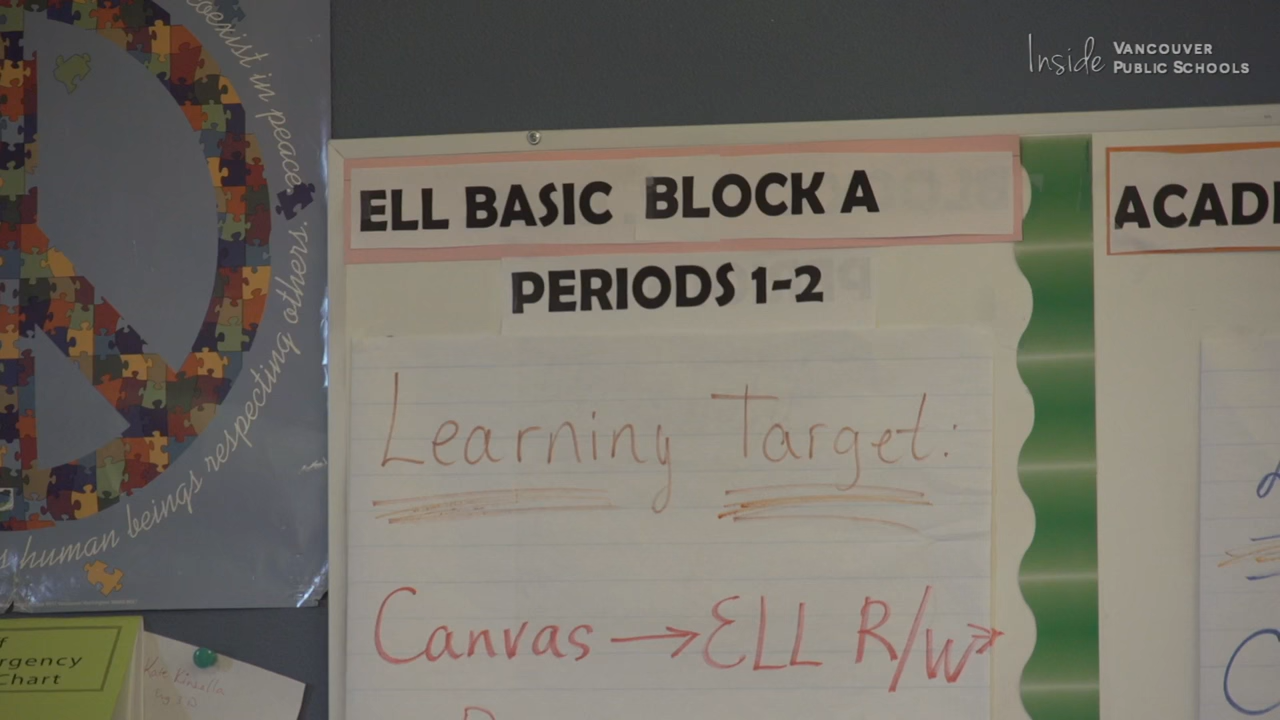 coexist in peace
s human beings respecting others.
Inside VANCOUVER
PUBLIC SCHOOLS
ELL BASIC BLOCK A
PERIODS 1-2
Learning Target:
Canvas → ELL R/W →
ACAD
rgency
Chart